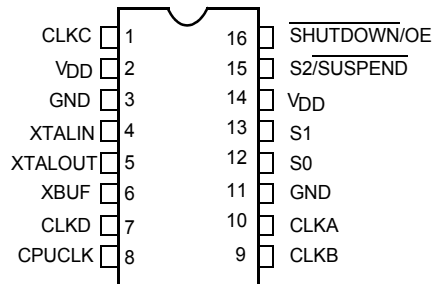 CLKC 1 16 SHUTDOWN/OE
VDD 2 15 S2/SUSPEND
GND 3 14 VDD
XTALIN 4 13 S1
XTALOUT 5 12 S0
XBUF 6 11 GND
CLKD 7 10 CLKA
CPUCLK 8 9 CLKB